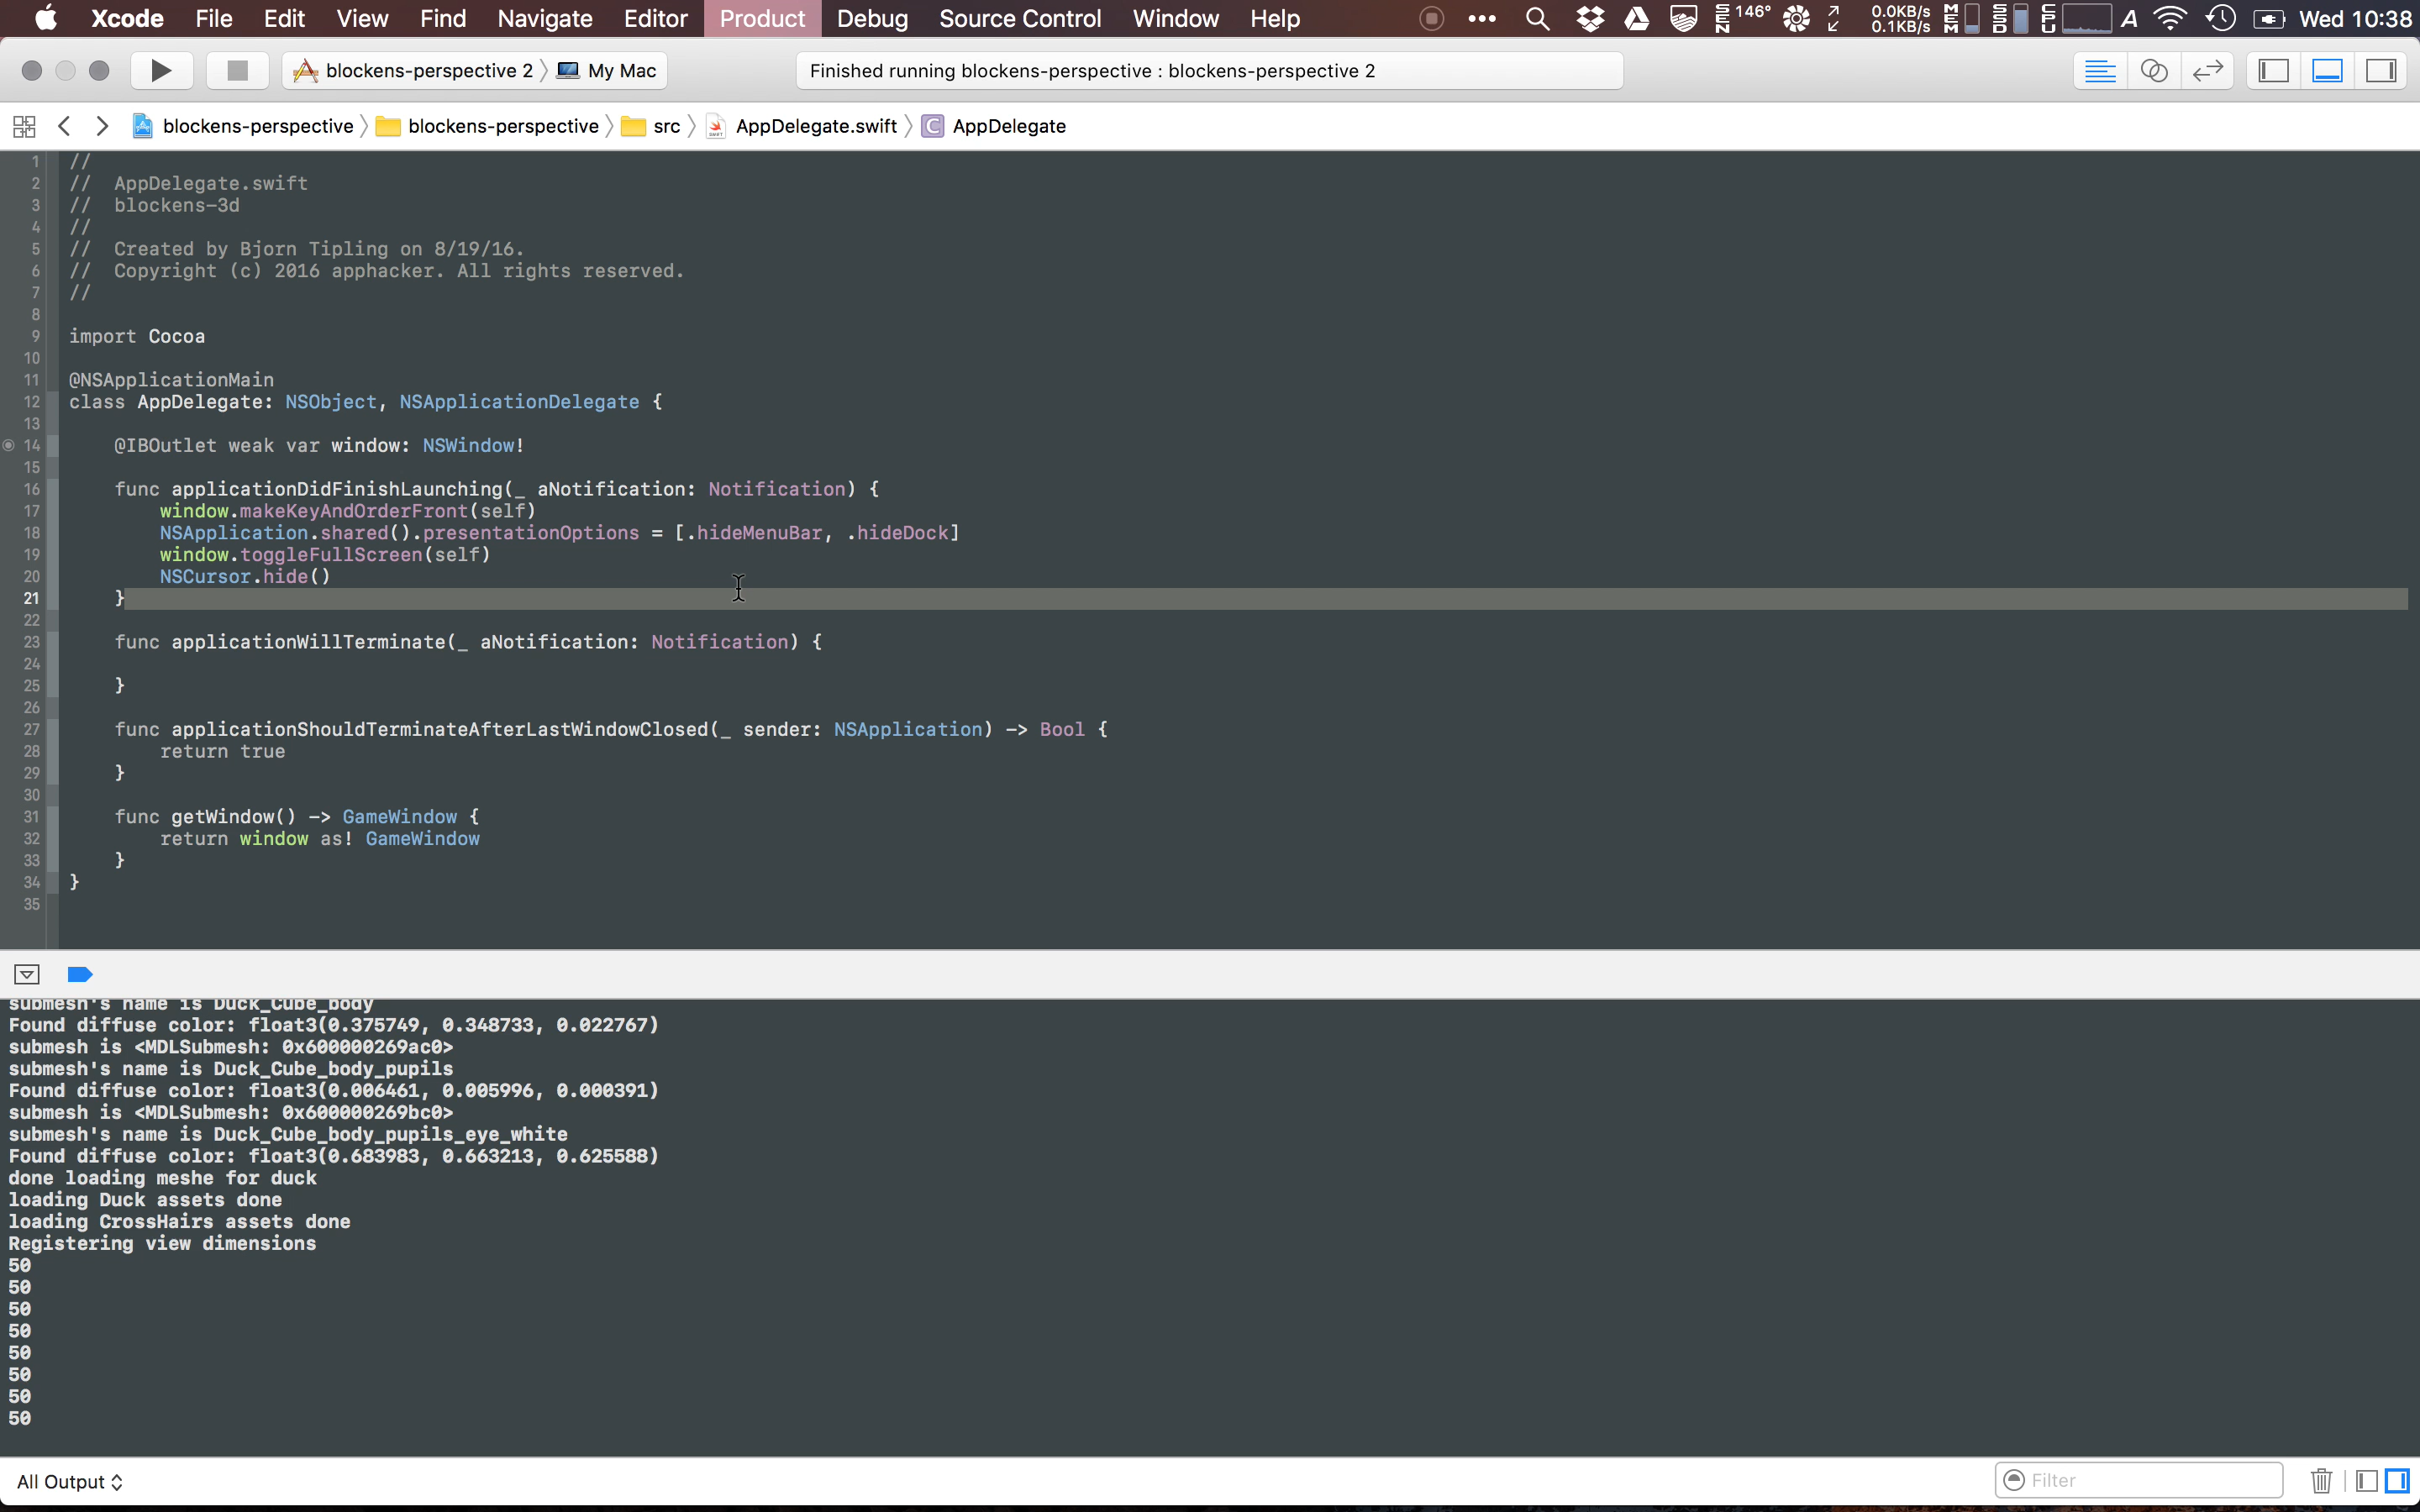 Xcode File Edit View Find Navigate Editor Product Debug Source Control Window Help SEN 146° 0.0KB/s 0.1KB/s MEM SSD CPU A Wed 10:38
blockens-perspective 2 My Mac Finished running blockens-perspective : blockens-perspective 2
blockens-perspective blockens-perspective src AppDelegate.swift C AppDelegate
1 //
2 //  AppDelegate.swift
3 //  blockens-3d
4 //
5 //  Created by Bjorn Tipling on 8/19/16.
6 //  Copyright (c) 2016 apphacker. All rights reserved.
7 //
8
9 import Cocoa
10
11 @NSApplicationMain
12 class AppDelegate: NSObject, NSApplicationDelegate {
13
14     @IBOutlet weak var window: NSWindow!
15
16     func applicationDidFinishLaunching(_ aNotification: Notification) {
17         window.makeKeyAndOrderFront(self)
18         NSApplication.shared().presentationOptions = [.hideMenuBar, .hideDock]
19         window.toggleFullScreen(self)
20         NSCursor.hide()
21     }
22
23     func applicationWillTerminate(_ aNotification: Notification) {
24
25     }
26
27     func applicationShouldTerminateAfterLastWindowClosed(_ sender: NSApplication) -> Bool {
28         return true
29     }
30
31     func getWindow() -> GameWindow {
32         return window as! GameWindow
33     }
34 }
35
submesh's name is Duck_Cube_body
Found diffuse color: float3(0.375749, 0.348733, 0.022767)
submesh is <MDLSubmesh: 0x600000269ac0>
submesh's name is Duck_Cube_body_pupils
Found diffuse color: float3(0.006461, 0.005996, 0.000391)
submesh is <MDLSubmesh: 0x600000269bc0>
submesh's name is Duck_Cube_body_pupils_eye_white
Found diffuse color: float3(0.683983, 0.663213, 0.625588)
done loading meshe for duck
loading Duck assets done
loading CrossHairs assets done
Registering view dimensions
50
50
50
50
50
50
50
50
All Output Filter